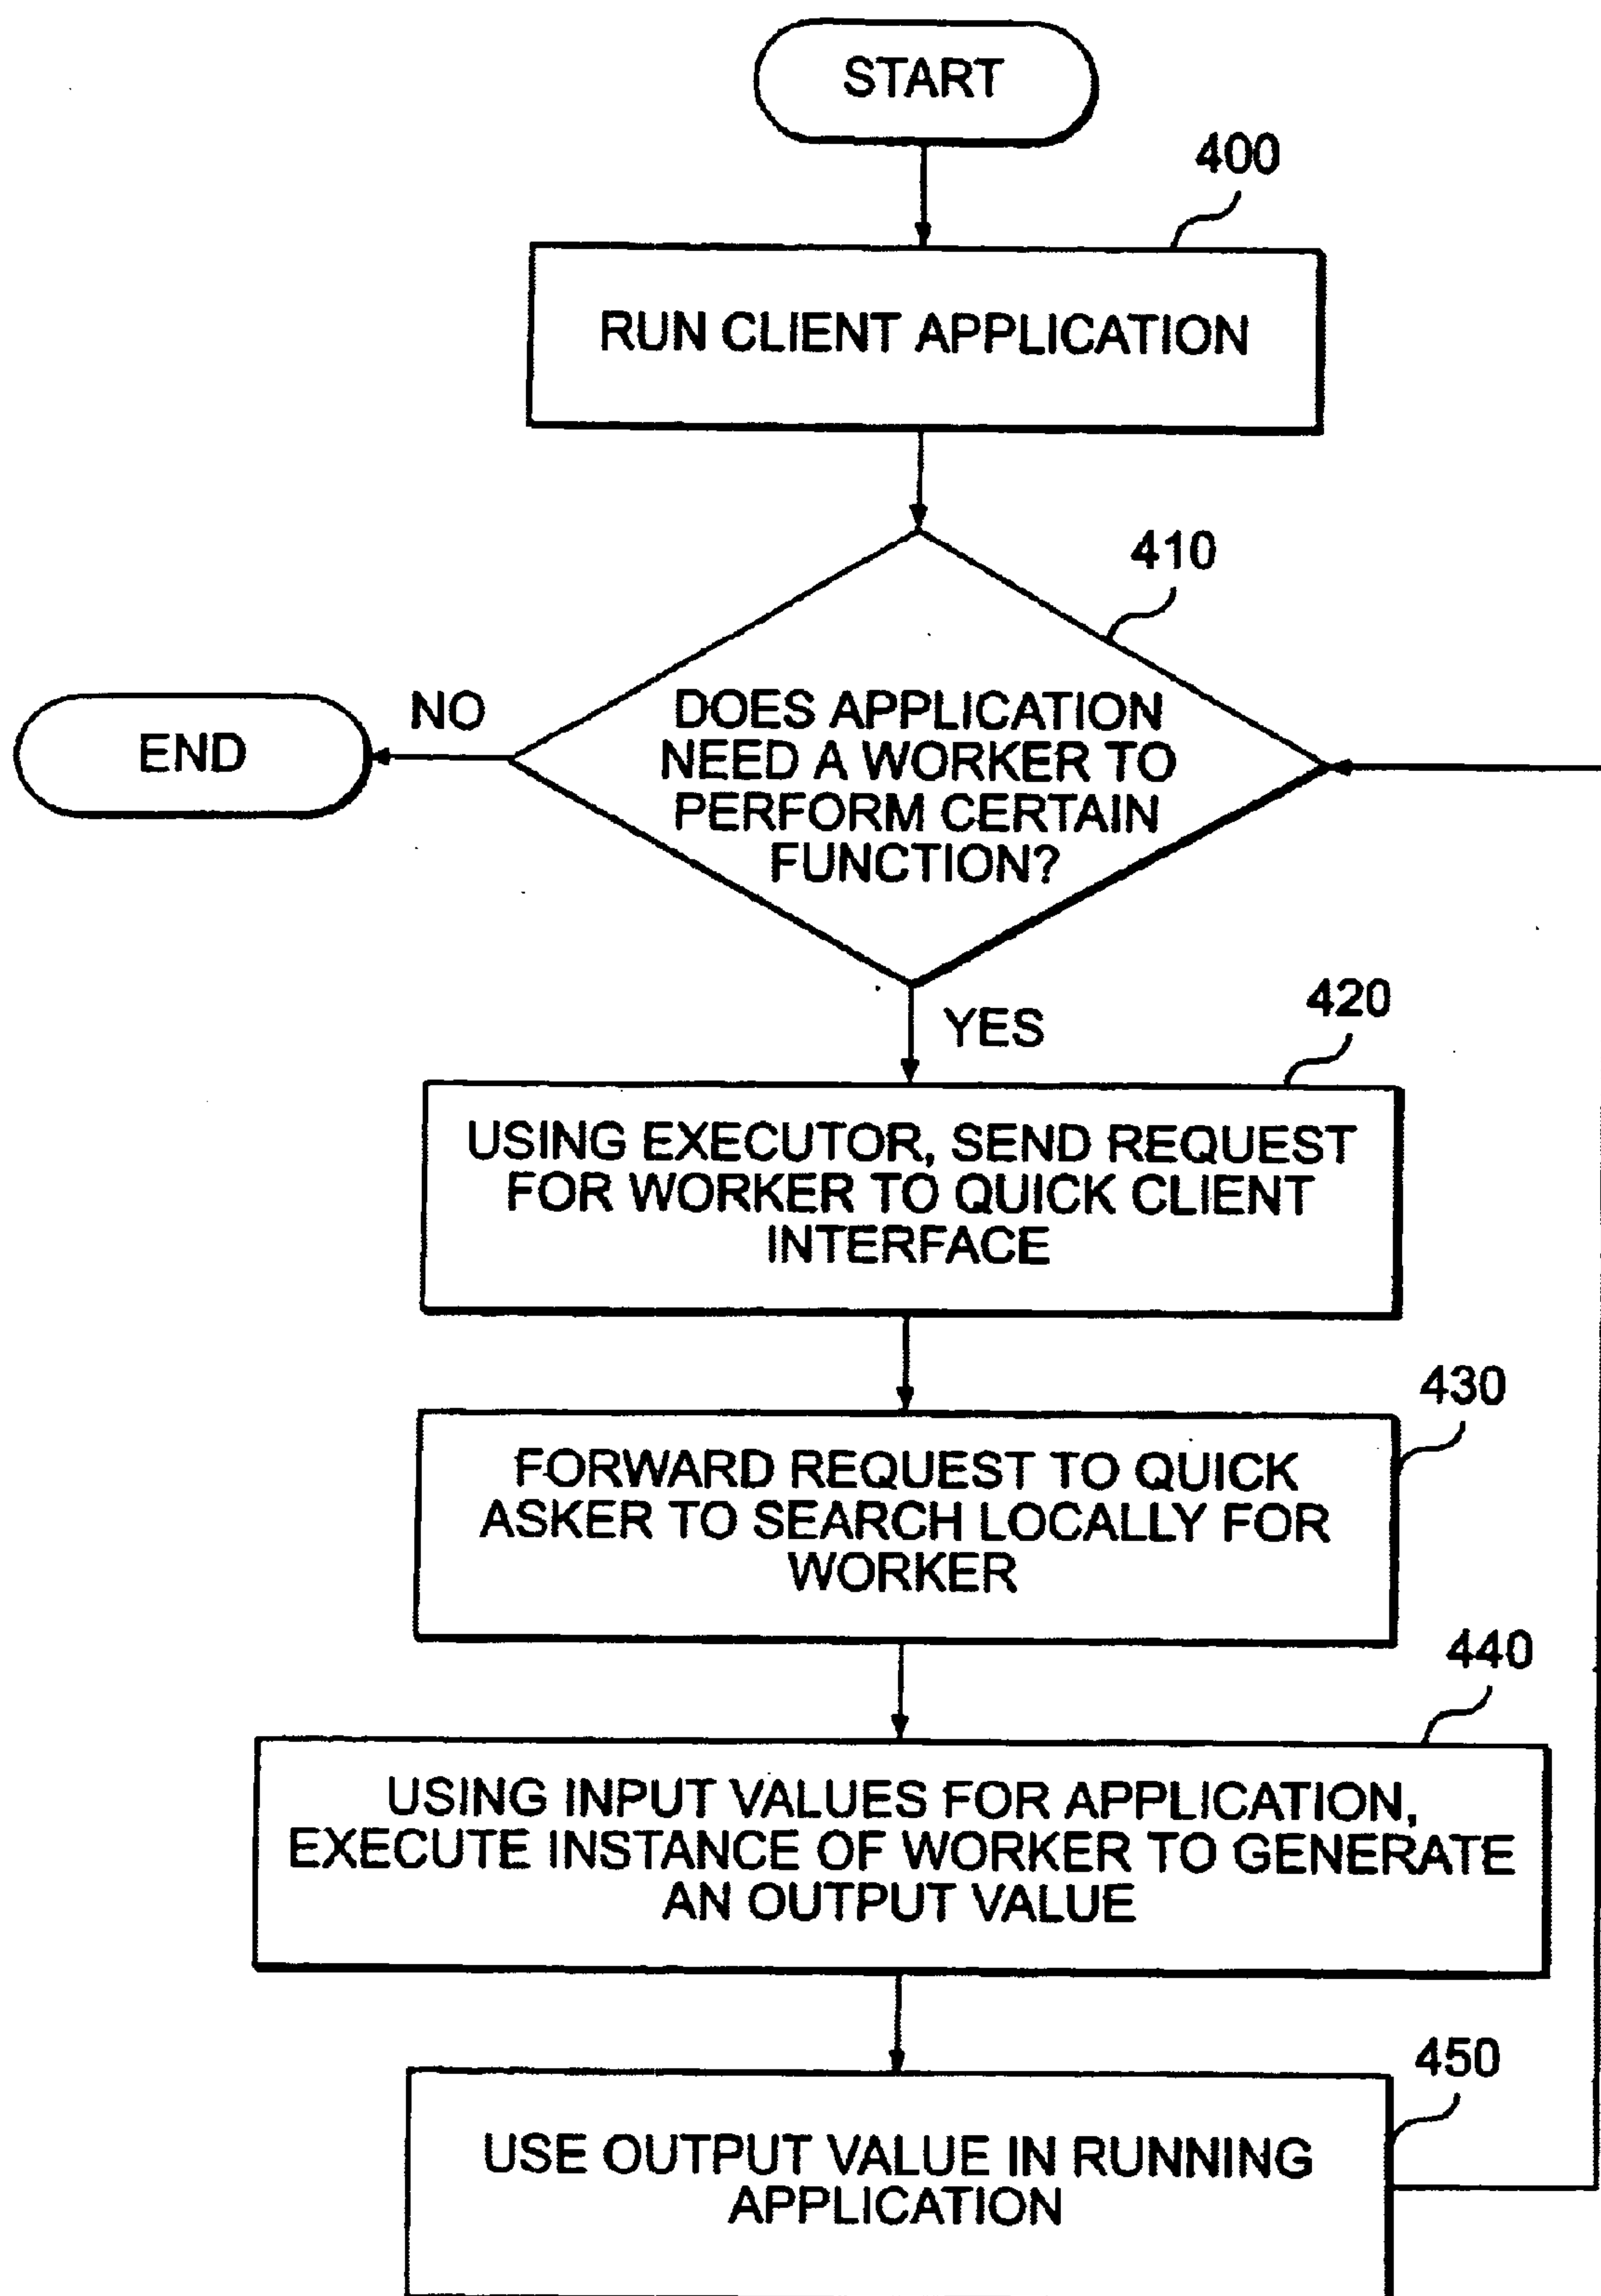 START
400
RUN CLIENT APPLICATION
410
DOES APPLICATION
NEED A WORKER TO
PERFORM CERTAIN
FUNCTION?
NO
END
YES
420
USING EXECUTOR, SEND REQUEST
FOR WORKER TO QUICK CLIENT
INTERFACE
430
FORWARD REQUEST TO QUICK
ASKER TO SEARCH LOCALLY FOR
WORKER
440
USING INPUT VALUES FOR APPLICATION,
EXECUTE INSTANCE OF WORKER TO GENERATE
AN OUTPUT VALUE
450
USE OUTPUT VALUE IN RUNNING
APPLICATION